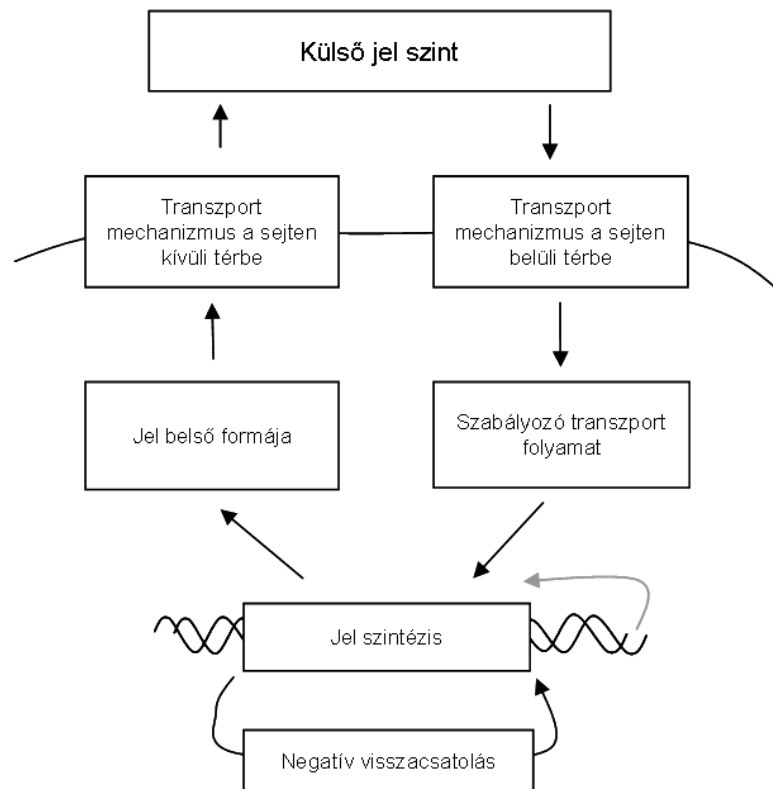 Külső jel szint
Transzport
mechanizmus a sejten
kívüli térbe
Transzport
mechanizmus a sejten
belüli térbe
Jel belső formája
Szabályozó transzport
folyamat
Jel szintézis
Negatív visszacsatolás